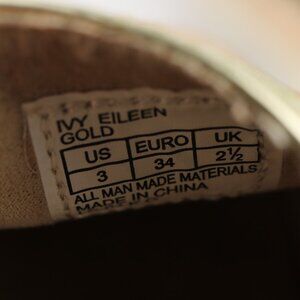 IVY EILEEN
GOLD
US EURO UK
3 34 2½
ALL MAN MADE MATERIALS
MADE IN CHINA